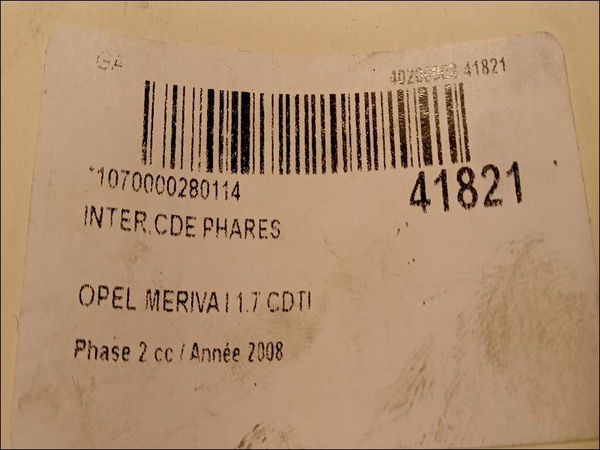 GA
41821
*1070000280114
41821
INTER.CDE PHARES
OPEL MERIVA I 1.7 CDTI
Phase 2 cc / Année 2008